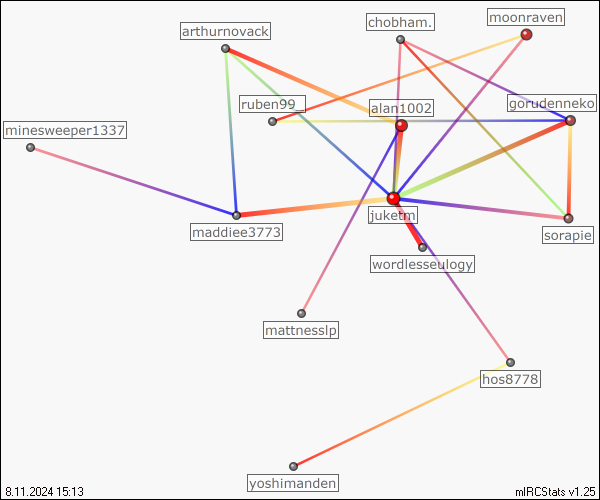 moonraven
chobham.
arthurnovack
ruben99_
alan1002
gorudenneko
minesweeper1337
juketm
maddiee3773
sorapie
wordlesseulogy
mattnesslp
hos8778
yoshimanden
8.11.2024 15:13
mIRCStats v1.25